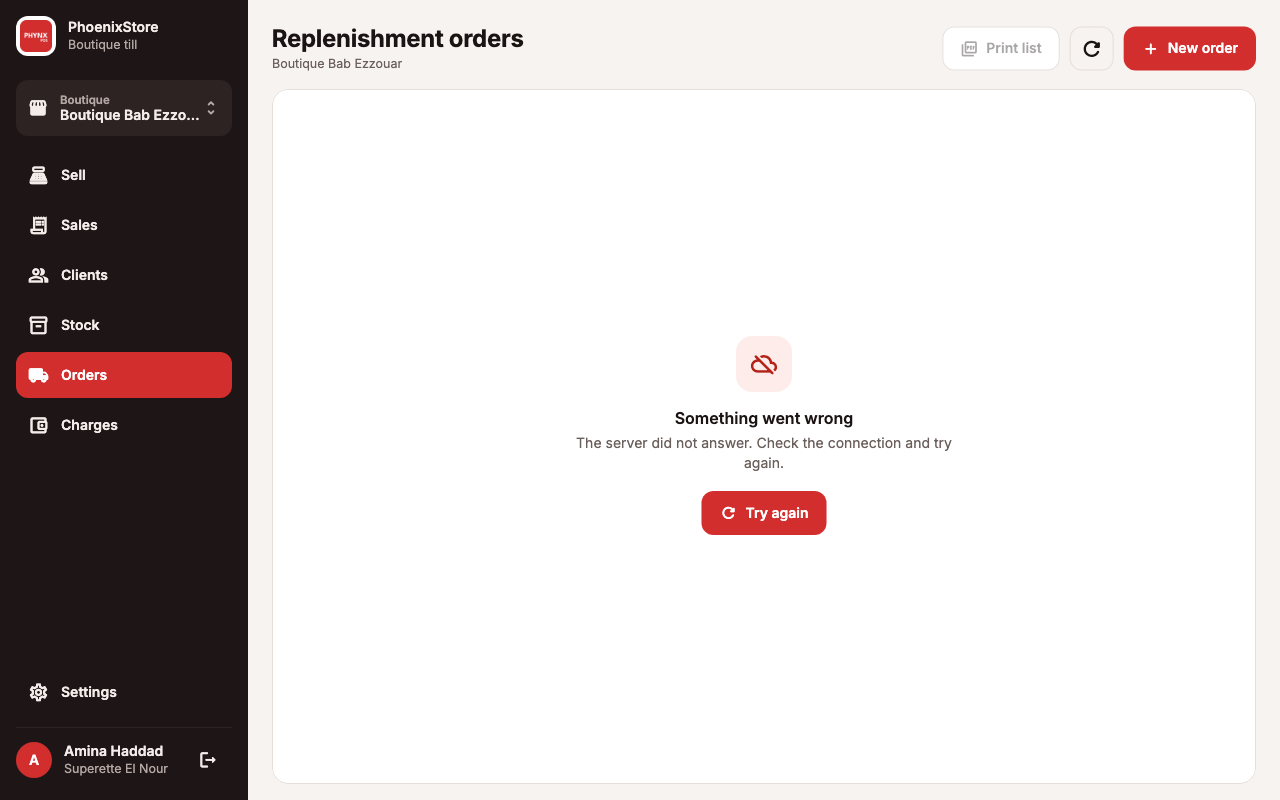 PHYNX
POS
PhoenixStore
Boutique till
Boutique
Boutique Bab Ezzo...
Sell
Sales
Clients
Stock
Orders
Charges
Settings
A
Amina Haddad
Superette El Nour
Replenishment orders
Boutique Bab Ezzouar
PDF
Print list
New order
Something went wrong
The server did not answer. Check the connection and try
again.
Try again